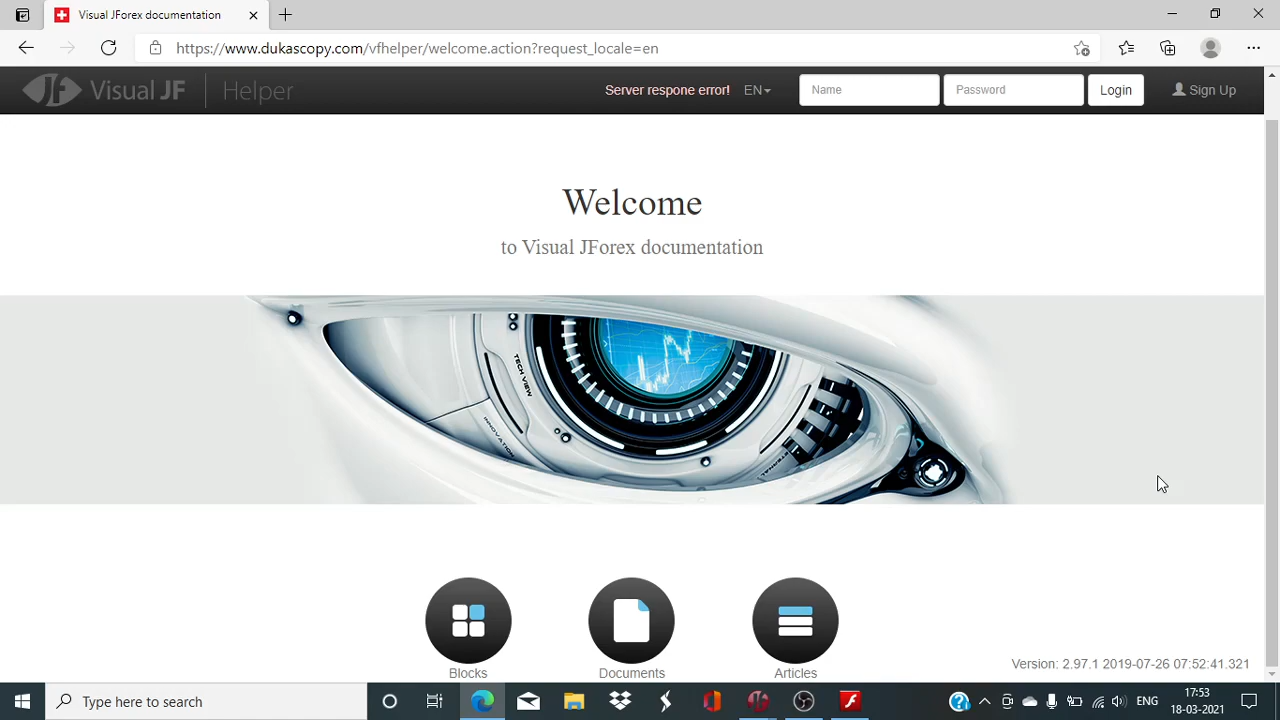 Visual JForex documentation
https://www.dukascopy.com/vfhelper/welcome.action?request_locale=en
JF Visual JF Helper Server respone error! EN Name Password Login Sign Up
Welcome
to Visual JForex documentation
TECH VIEW
INNOVATION
Blocks Documents Articles
Version: 2.97.1 2019-07-26 07:52:41.321
Type here to search
ENG
17:53
18-03-2021